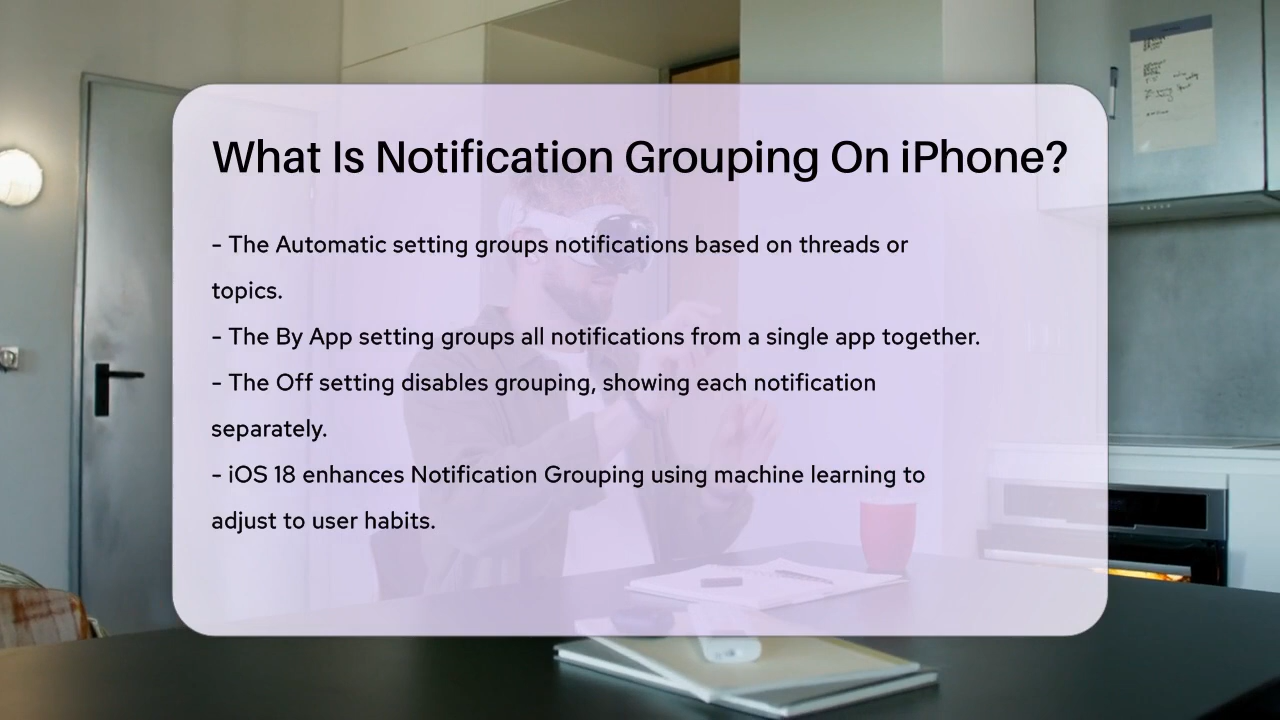 What Is Notification Grouping On iPhone?
- The Automatic setting groups notifications based on threads or
topics.
- The By App setting groups all notifications from a single app together.
- The Off setting disables grouping, showing each notification
separately.
- iOS 18 enhances Notification Grouping using machine learning to
adjust to user habits.